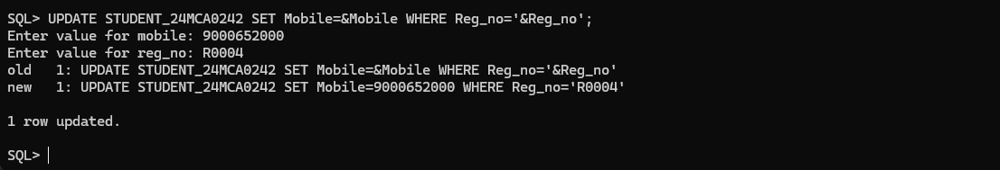 SQL> UPDATE STUDENT_24MCA0242 SET Mobile=&Mobile WHERE Reg_no='&Reg_no';
Enter value for mobile: 9000652000
Enter value for reg_no: R0004
old   1: UPDATE STUDENT_24MCA0242 SET Mobile=&Mobile WHERE Reg_no='&Reg_no'
new   1: UPDATE STUDENT_24MCA0242 SET Mobile=9000652000 WHERE Reg_no='R0004'
1 row updated.
SQL>